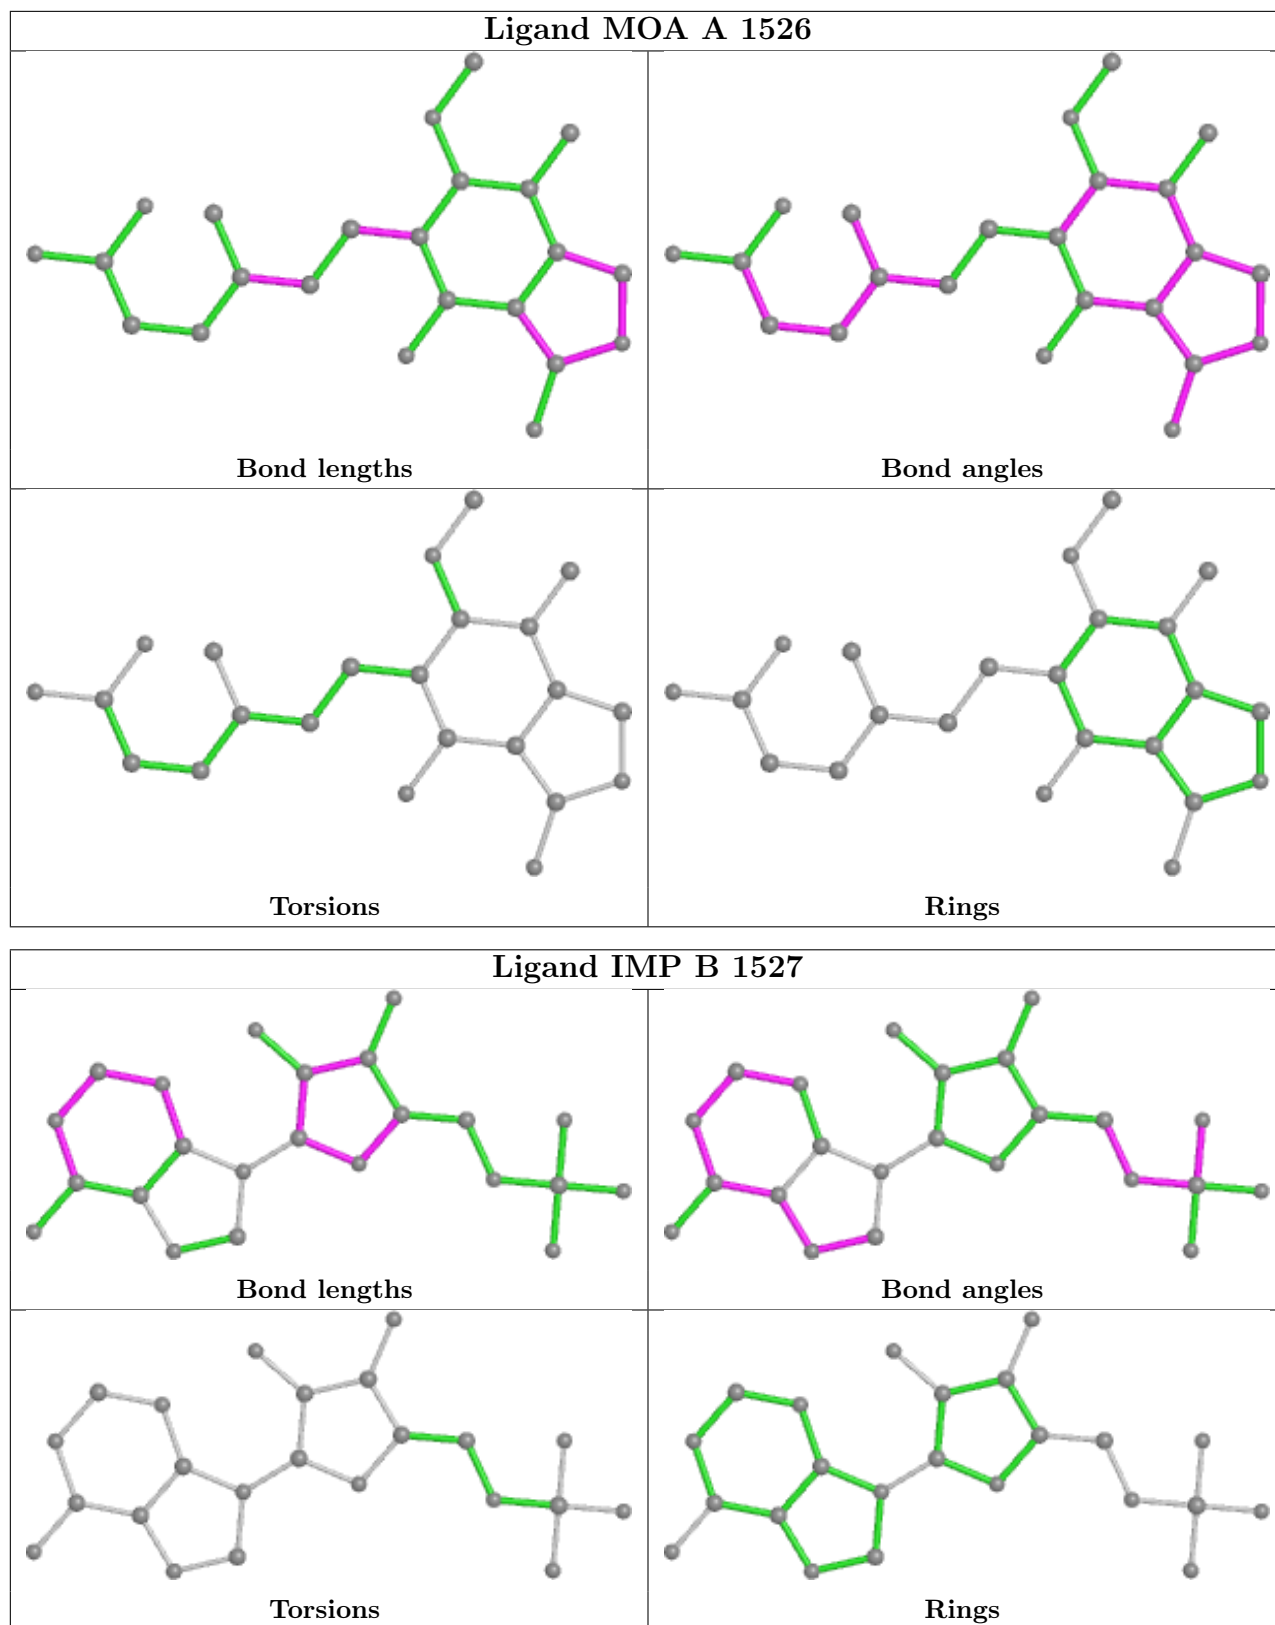 Ligand MOA A 1526
Bond lengths
Bond angles
Torsions
Rings
Ligand IMP B 1527
Bond lengths
Bond angles
Torsions
Rings